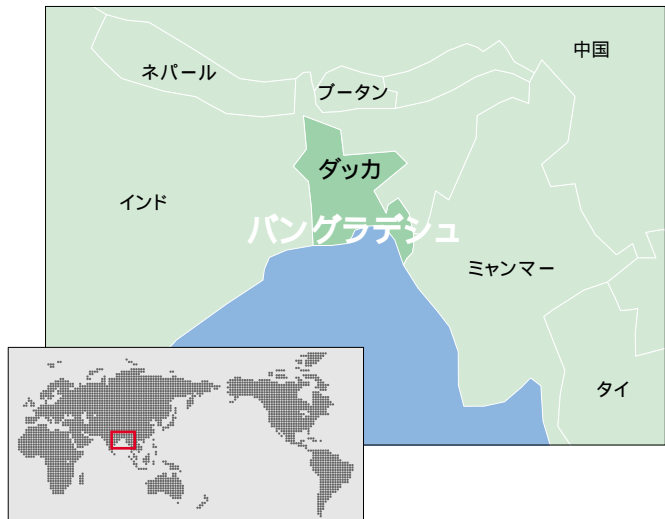 中国
ネパール
ブータン
ダッカ
インド
バングラデシュ
ミャンマー
タイ